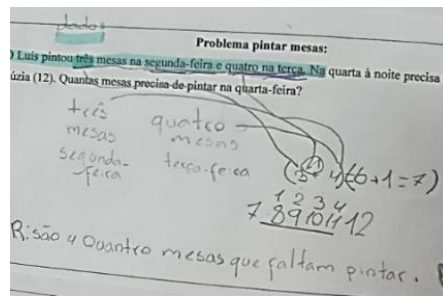 dados
Problema pintar mesas:
) Luis pintou três mesas na segunda-feira e quatro na terça. Na quarta à noite precisa
úzia (12). Quantas mesas precisa de pintar na quarta-feira?
três quatro
mesas mesas
segunda- terça-feira
feira
6+1=7)
1 2 3 4
7. 8 9 10 11 12
R: são 4 Quantro mesas que faltam pintar.